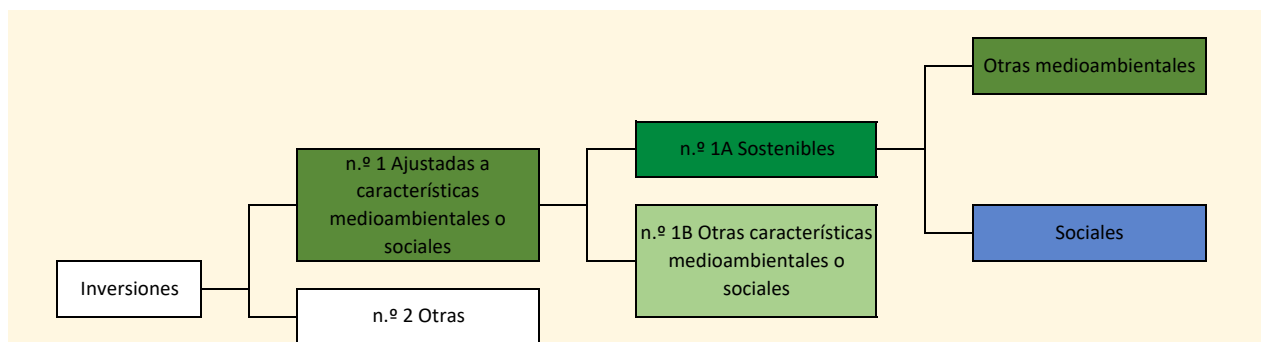 Otras medioambientales
n.º 1A Sostenibles
n.º 1 Ajustadas a
características
medioambientales o
sociales
n.º 1B Otras características
medioambientales o
sociales
Sociales
Inversiones
n.º 2 Otras